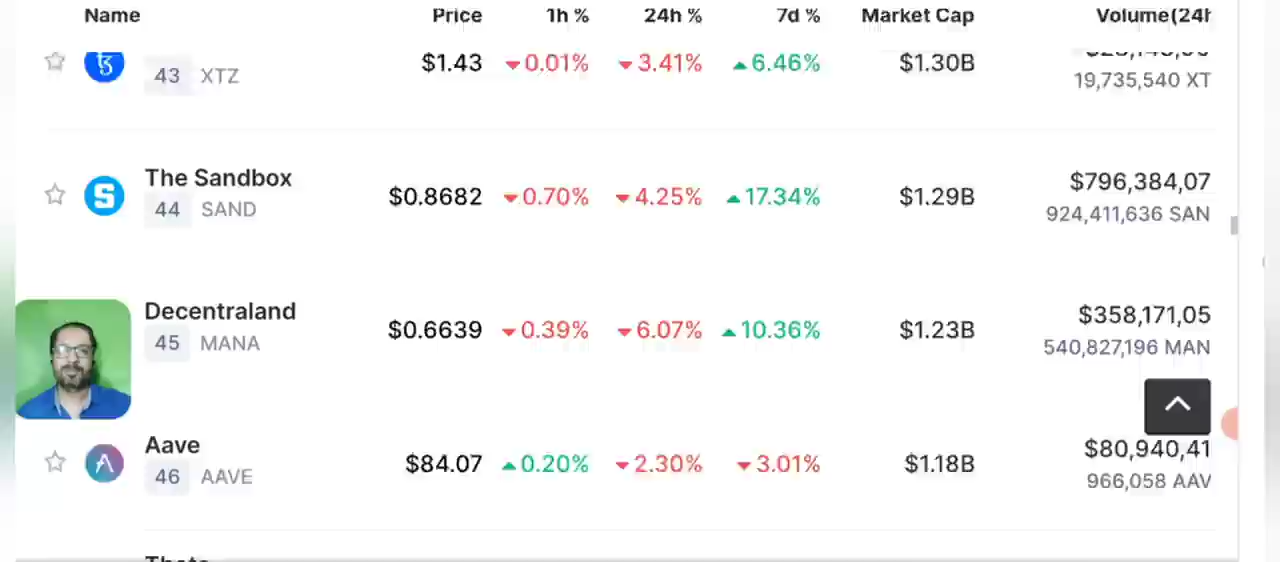 Name Price 1h % 24h % 7d % Market Cap Volume(24h
43 XTZ $1.43 0.01% 3.41% 6.46% $1.30B
19,735,540 XT
The Sandbox
44 SAND $0.8682 0.70% 4.25% 17.34% $1.29B $796,384,07
924,411,636 SAN
Decentraland
45 MANA $0.6639 0.39% 6.07% 10.36% $1.23B $358,171,05
540,827,196 MAN
Aave
46 AAVE $84.07 0.20% 2.30% 3.01% $1.18B $80,940,41
966,058 AAV